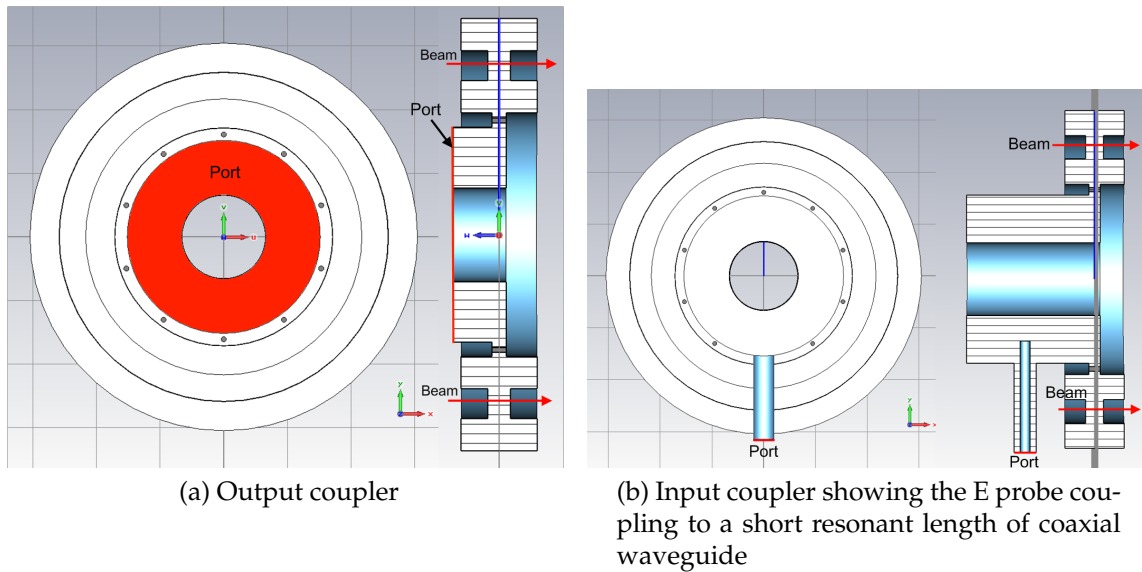 Beam
Port
Port
v
u
v
w
Beam
y
x
(a) Output coupler
Beam
y
x
Port
Beam
Port
(b) Input coupler showing the E probe cou-
pling to a short resonant length of coaxial
waveguide